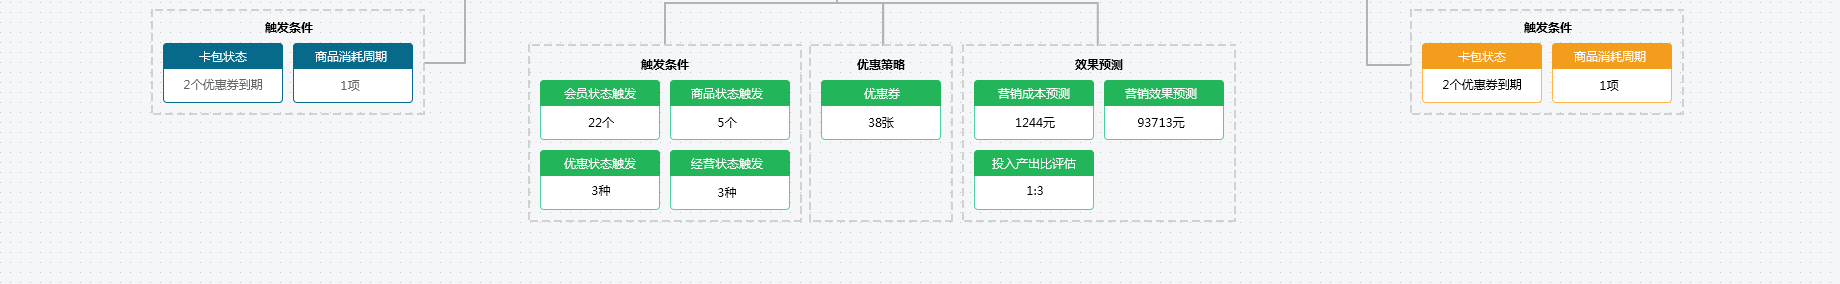 触发条件
卡包状态
商品消耗周期
2个优惠券到期
1项
触发条件
会员状态触发
商品状态触发
22个
5个
优惠状态触发
经营状态触发
3种
3种
优惠策略
优惠券
38张
效果预测
营销成本预测
营销效果预测
1244元
93713元
投入产出比评估
1:3
触发条件
卡包状态
商品消耗周期
2个优惠券到期
1项